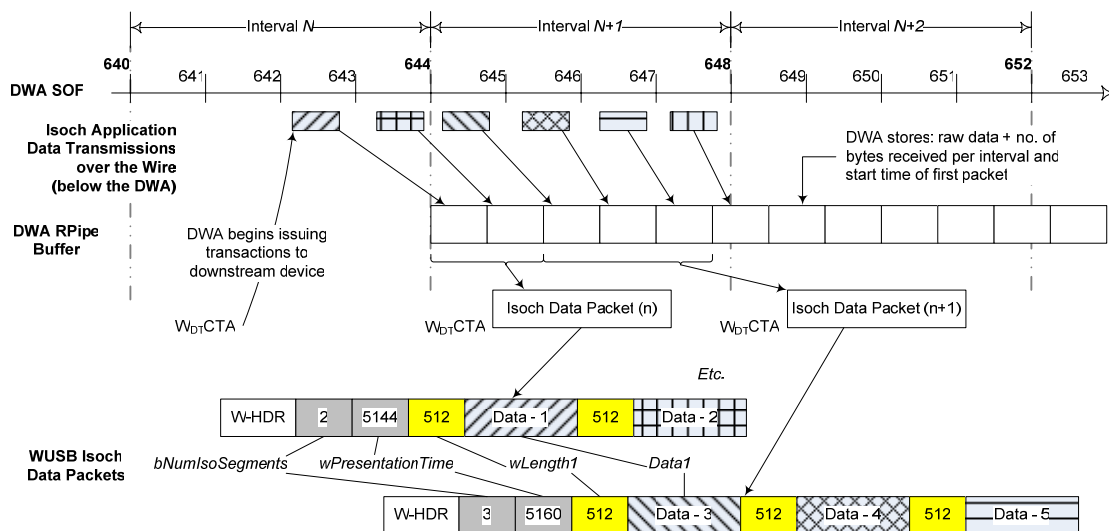 Interval N Interval N+1 Interval N+2
640 644 648 652
641 642 643 645 646 647 649 650 651 653
DWA SOF
Isoch Application
Data Transmissions
over the Wire
(below the DWA)
DWA stores: raw data + no. of
bytes received per interval and
start time of first packet
DWA RPipe
Buffer
DWA begins issuing
transactions to
downstream device
Isoch Data Packet (n)
Isoch Data Packet (n+1)
WDTCTA WDTCTA WDTCTA
Etc.
W-HDR 2 5144 512 Data - 1 512 Data - 2
WUSB Isoch
Data Packets
bNumIsoSegments wPresentationTime wLength1 Data1
W-HDR 3 5160 512 Data - 3 512 Data - 4 512 Data - 5